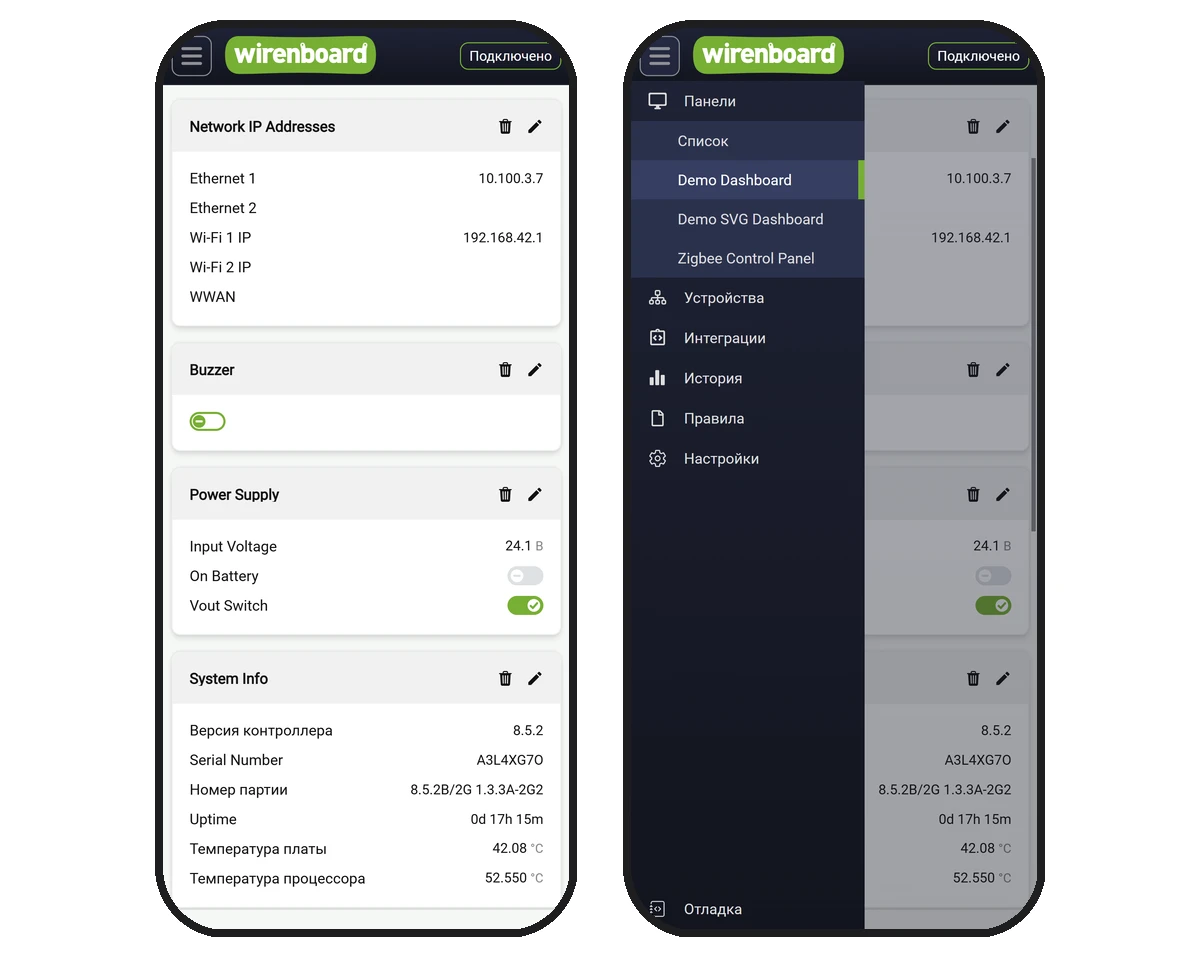 wirenboard
Подключено
Network IP Addresses
Ethernet 1 10.100.3.7
Ethernet 2
Wi-Fi 1 IP 192.168.42.1
Wi-Fi 2 IP
WWAN
Buzzer
Power Supply
Input Voltage 24.1 В
On Battery
Vout Switch
System Info
Версия контроллера 8.5.2
Serial Number A3L4XG7O
Номер партии 8.5.2B/2G 1.3.3A-2G2
Uptime 0d 17h 15m
Температура платы 42.08 °C
Температура процессора 52.550 °C
wirenboard
Подключено
Панели
Список
Demo Dashboard
Demo SVG Dashboard
Zigbee Control Panel
Устройства
Интеграции
История
Правила
Настройки
Отладка
10.100.3.7
192.168.42.1
24.1 В
8.5.2
A3L4XG7O
8.5.2B/2G 1.3.3A-2G2
0d 17h 15m
42.08 °C
52.550 °C